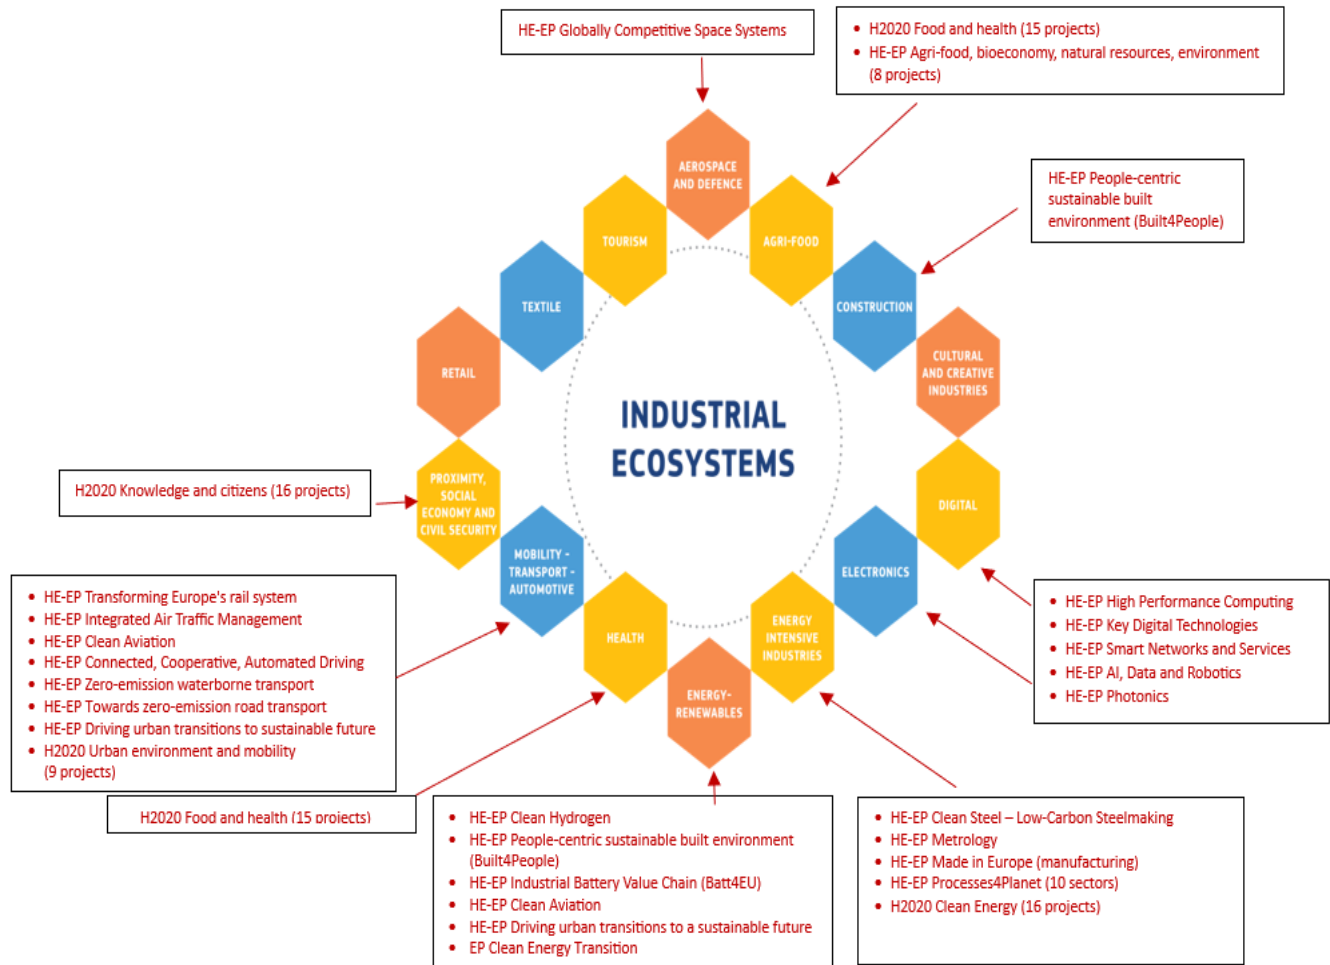 HE-EP Globally Competitive Space Systems
• H2020 Food and health (15 projects)
• HE-EP Agri-food, bioeconomy, natural resources, environment
(8 projects)
AEROSPACE
AND DEFENCE
HE-EP People-centric
sustainable built
environment (Built4People)
TOURISM
AGRI-FOOD
TEXTILE
CONSTRUCTION
RETAIL
CULTURAL
AND CREATIVE
INDUSTRIES
INDUSTRIAL
ECOSYSTEMS
H2020 Knowledge and citizens (16 projects)
PROXIMITY,
SOCIAL
ECONOMY AND
CIVIL SECURITY
DIGITAL
MOBILITY -
TRANSPORT -
AUTOMOTIVE
ELECTRONICS
HEALTH
ENERGY
INTENSIVE
INDUSTRIES
ENERGY-
RENEWABLES
• HE-EP Transforming Europe's rail system
• HE-EP Integrated Air Traffic Management
• HE-EP Clean Aviation
• HE-EP Connected, Cooperative, Automated Driving
• HE-EP Zero-emission waterborne transport
• HE-EP Towards zero-emission road transport
• HE-EP Driving urban transitions to sustainable future
• H2020 Urban environment and mobility
(9 projects)
• HE-EP High Performance Computing
• HE-EP Key Digital Technologies
• HE-EP Smart Networks and Services
• HE-EP AI, Data and Robotics
• HE-EP Photonics
H2020 Food and health (15 projects)
• HE-EP Clean Hydrogen
• HE-EP People-centric sustainable built environment
(Built4People)
• HE-EP Industrial Battery Value Chain (Batt4EU)
• HE-EP Clean Aviation
• HE-EP Driving urban transitions to a sustainable future
• EP Clean Energy Transition
• HE-EP Clean Steel – Low-Carbon Steelmaking
• HE-EP Metrology
• HE-EP Made in Europe (manufacturing)
• HE-EP Processes4Planet (10 sectors)
• H2020 Clean Energy (16 projects)